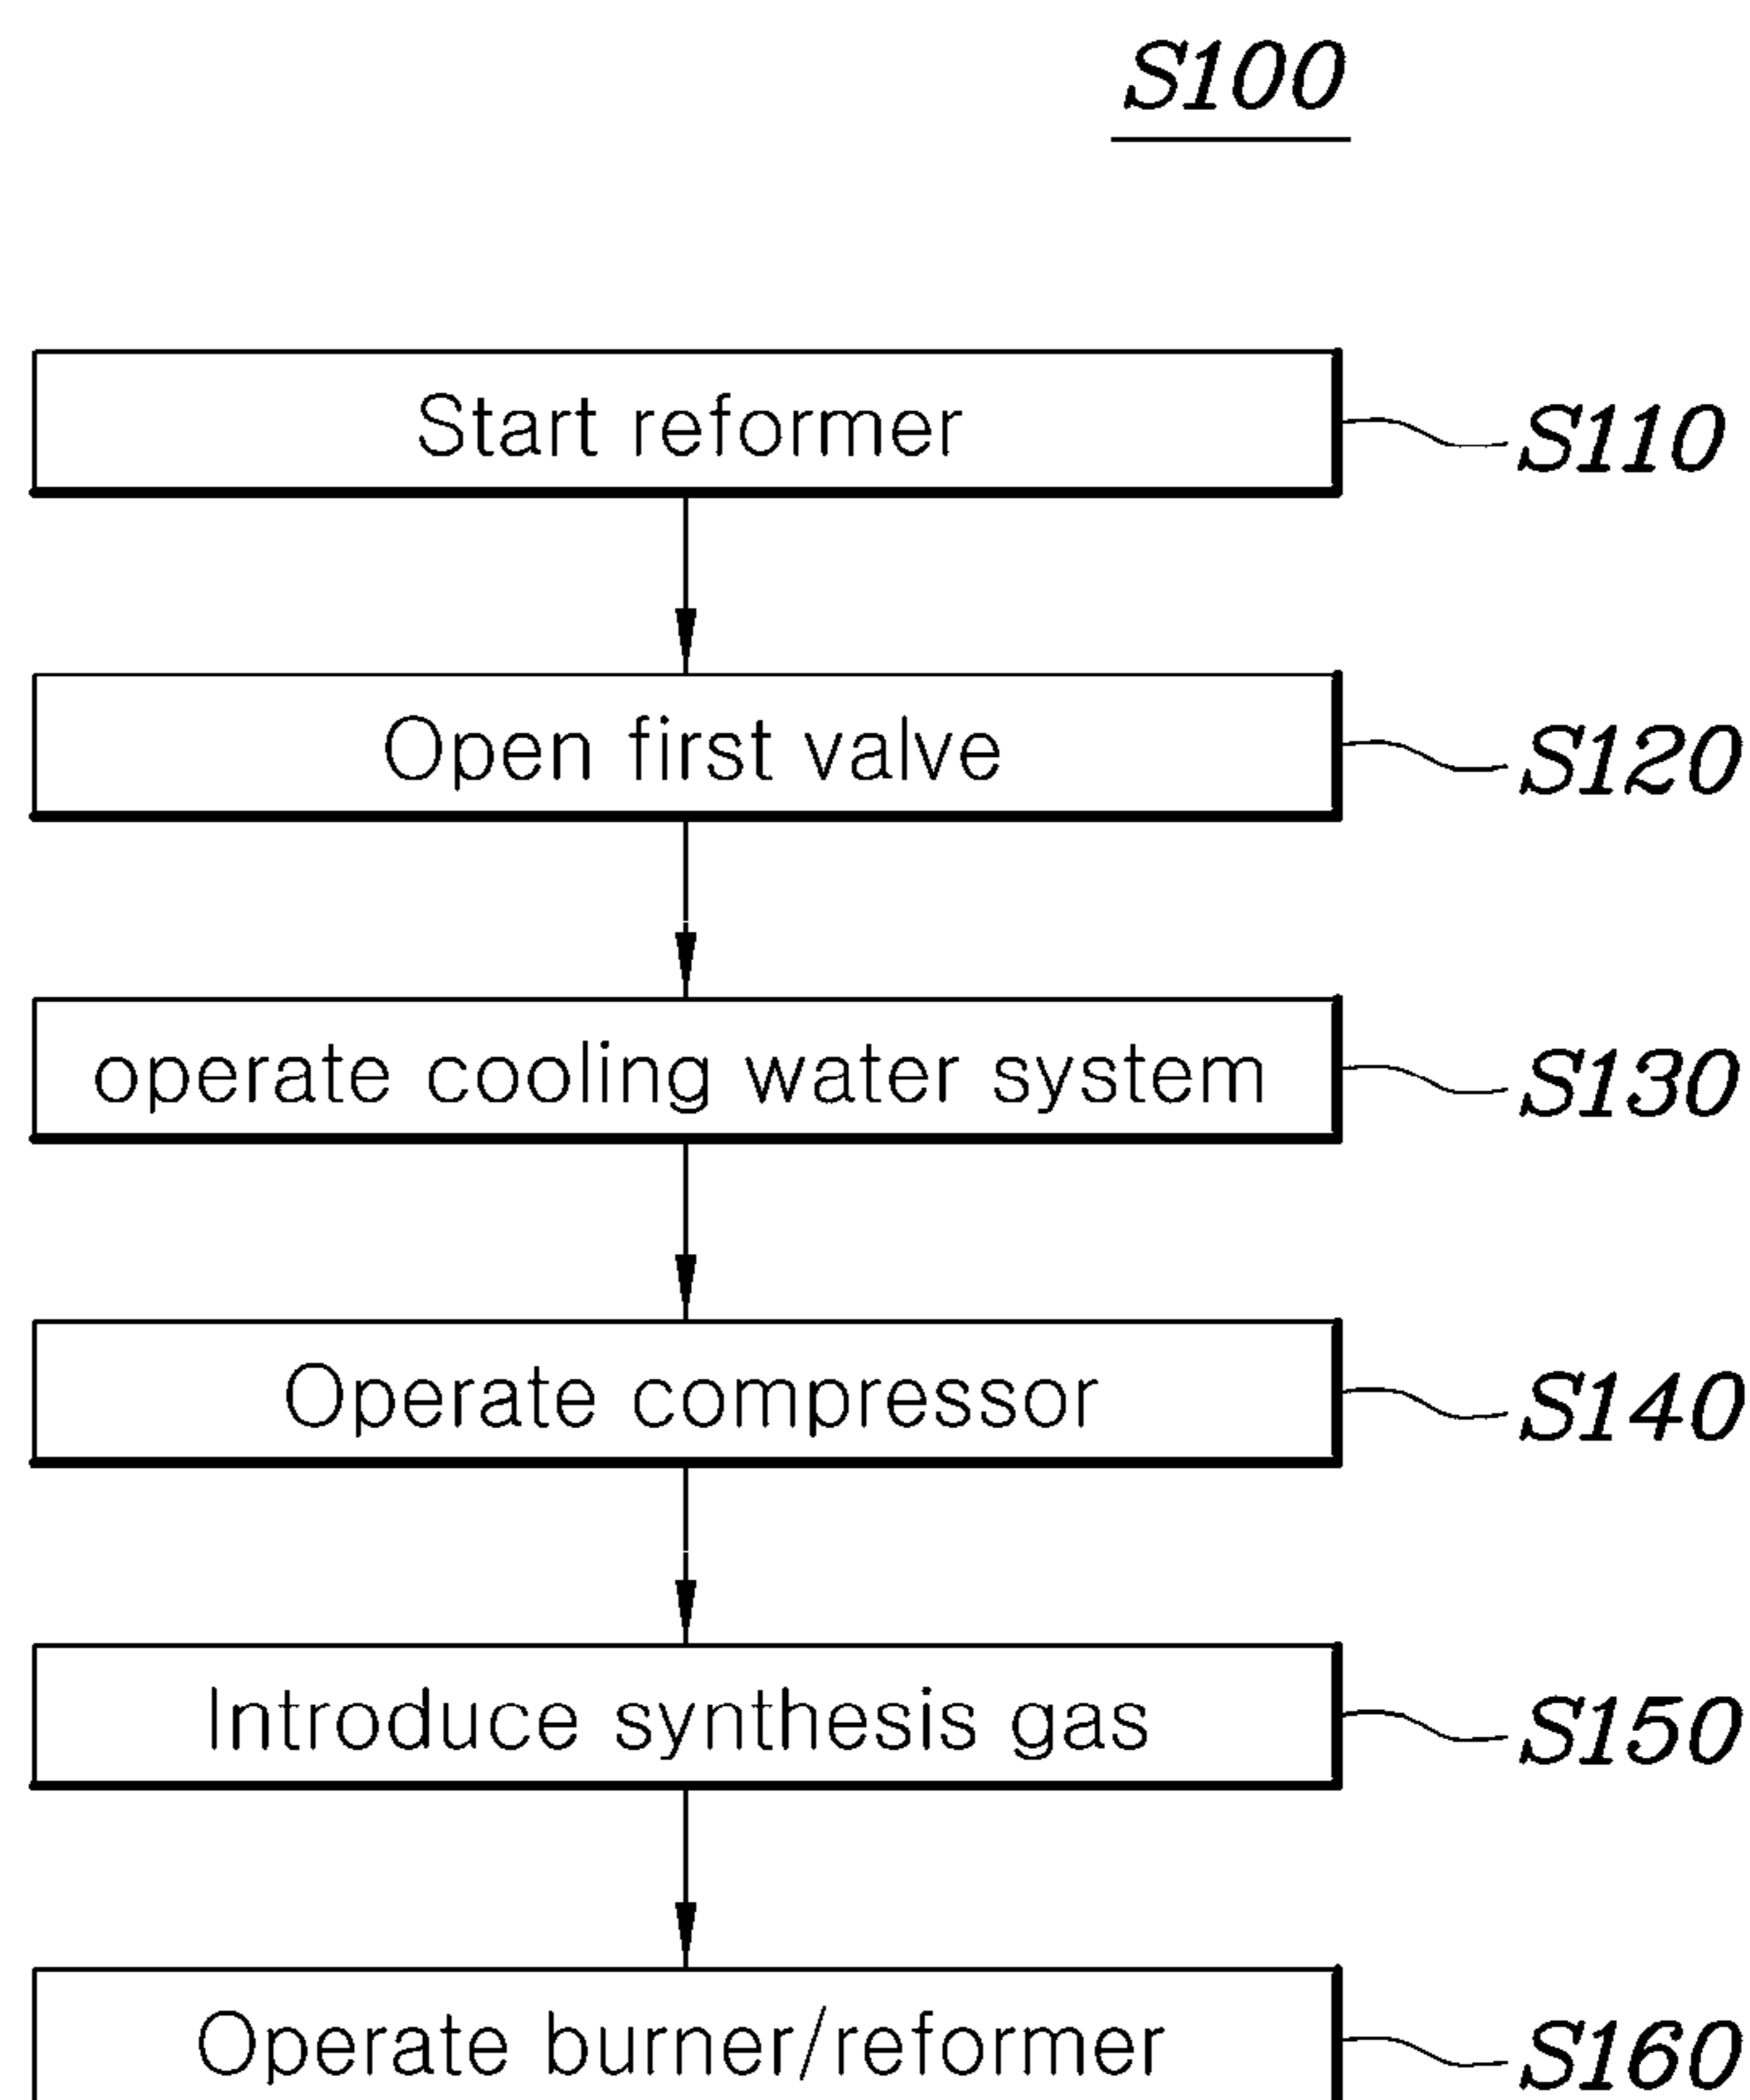 S100
Start reformer
S110
Open first valve
S120
operate cooling water system
S130
Operate compressor
S140
Introduce synthesis gas
S150
Operate burner/reformer
S160